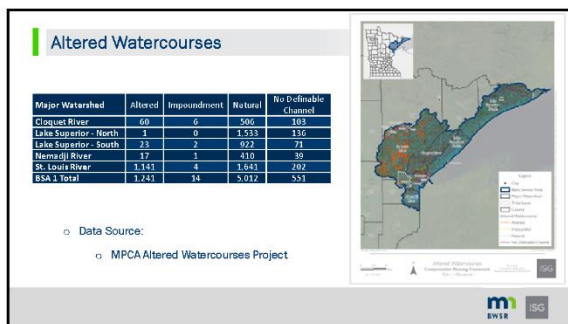 Altered Watercourses
Major Watershed Altered Impoundment Natural No Definable Channel
Cloquet River 60 6 506 103
Lake Superior - North 1 0 1,533 136
Lake Superior - South 23 2 922 71
Nemadji River 17 1 410 39
St. Louis River 1,141 4 1,641 202
BSA 1 Total 1,241 14 5,012 551
Data Source:
MPCA Altered Watercourses Project
Legend
Altered Watercourses
ISG
BWSR
ISG